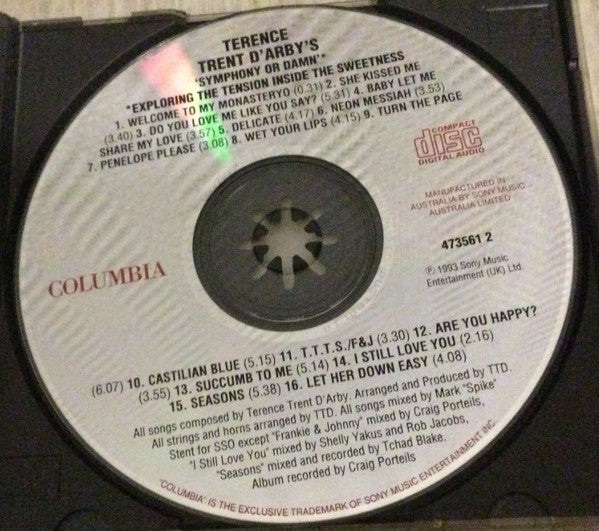 TERENCE
TRENT D'ARBY'S
'SYMPHONY OR DAMN'*
*EXPLORING THE TENSION INSIDE THE SWEETNESS
1. WELCOME TO MY MONASTERYO (0.31) 2. SHE KISSED ME
(3.40) 3. DO YOU LOVE ME LIKE YOU SAY? (5.31) 4. BABY LET ME
SHARE MY LOVE (3.57) 5. DELICATE (4.17) 6. NEON MESSIAH (3.53)
7. PENELOPE PLEASE (3.08) 8. WET YOUR LIPS (4.15) 9. TURN THE PAGE
COMPACT
disc
DIGITAL AUDIO
MANUFACTURED IN
AUSTRALIA BY SONY MUSIC
AUSTRALIA LIMITED
473561 2
COLUMBIA
℗ 1993 Sony Music
Entertainment (UK) Ltd.
(6.07) 10. CASTILIAN BLUE (5.15) 11. T.T.T.S./F&J (3.30) 12. ARE YOU HAPPY?
(3.55) 13. SUCCUMB TO ME (5.14) 14. I STILL LOVE YOU (2.16)
15. SEASONS (5.38) 16. LET HER DOWN EASY (4.08)
All songs composed by Terence Trent D'Arby. Arranged and Produced by TTD.
All strings and horns arranged by TTD. All songs mixed by Mark "Spike"
Stent for SSO except "Frankie & Johnny" mixed by Craig Porteils,
"I Still Love You" mixed by Shelly Yakus and Rob Jacobs,
"Seasons" mixed and recorded by Tchad Blake.
Album recorded by Craig Porteils
"COLUMBIA" IS THE EXCLUSIVE TRADEMARK OF SONY MUSIC ENTERTAINMENT INC